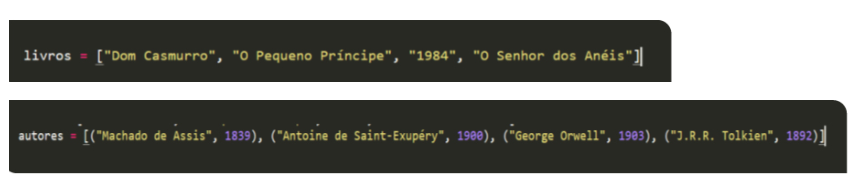 livros = ["Dom Casmurro", "O Pequeno Príncipe", "1984", "O Senhor dos Anéis"]
autores = [("Machado de Assis", 1839), ("Antoine de Saint-Exupéry", 1900), ("George Orwell", 1903), ("J.R.R. Tolkien", 1892)]